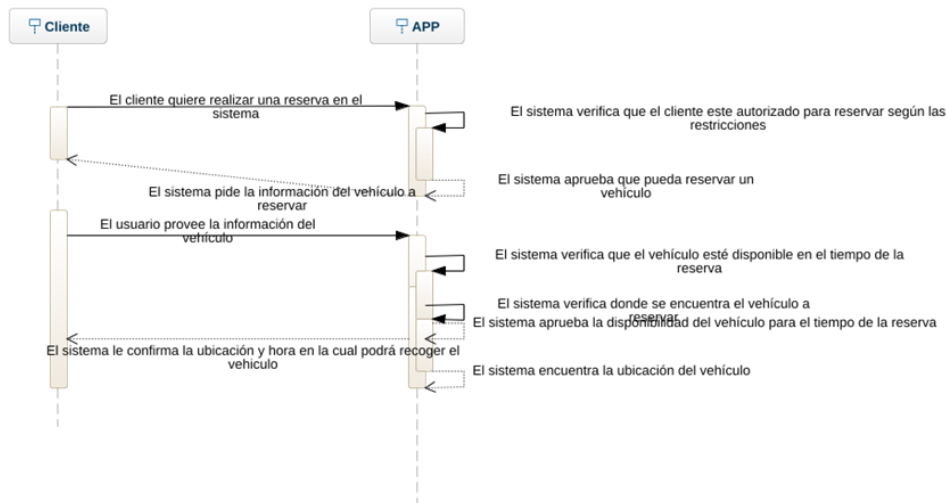 Cliente
APP
El cliente quiere realizar una reserva en el
sistema
El sistema verifica que el cliente este autorizado para reservar según las
restricciones
El sistema aprueba que pueda reservar un
vehículo
El sistema pide la información del vehículo a
reservar
El usuario provee la información del
vehículo
El sistema verifica que el vehículo esté disponible en el tiempo de la
reserva
El sistema verifica donde se encuentra el vehículo a
reservar
El sistema aprueba la disponibilidad del vehículo para el tiempo de la reserva
El sistema le confirma la ubicación y hora en la cual podrá recoger el
vehiculo
El sistema encuentra la ubicación del vehículo